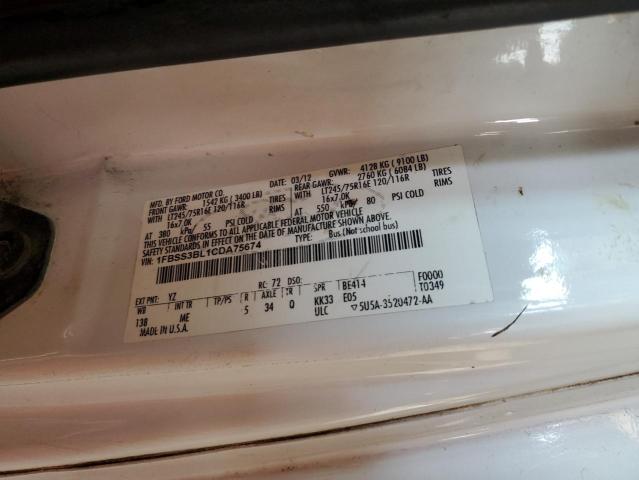 MFD. BY FORD MOTOR CO.
DATE: 03/12 GVWR: 4128 KG ( 9100 LB)
FRONT GAWR: 1542 KG ( 3400 LB) REAR GAWR: 2760 KG ( 6084 LB)
WITH LT245/75R16E 120/116R TIRES WITH LT245/75R16E 120/116R TIRES
16x7.0K RIMS 16x7.0K RIMS
AT 380 kPa/ 55 PSI COLD AT 550 kPa/ 80 PSI COLD
THIS VEHICLE CONFORMS TO ALL APPLICABLE FEDERAL MOTOR VEHICLE
SAFETY STANDARDS IN EFFECT ON THE DATE OF MANUFACTURE SHOWN ABOVE.
VIN: 1FBSS3BL1CDA75674 TYPE: Bus.(Not school bus)
EXT PNT: YZ RC: 72 DSO: BE414 F0000
WB TP/PS R AXLE TR SPR E05 T0349
138 ME 5 34 Q KK33
MADE IN U.S.A. ULC ▽5U5A-3520472-AA